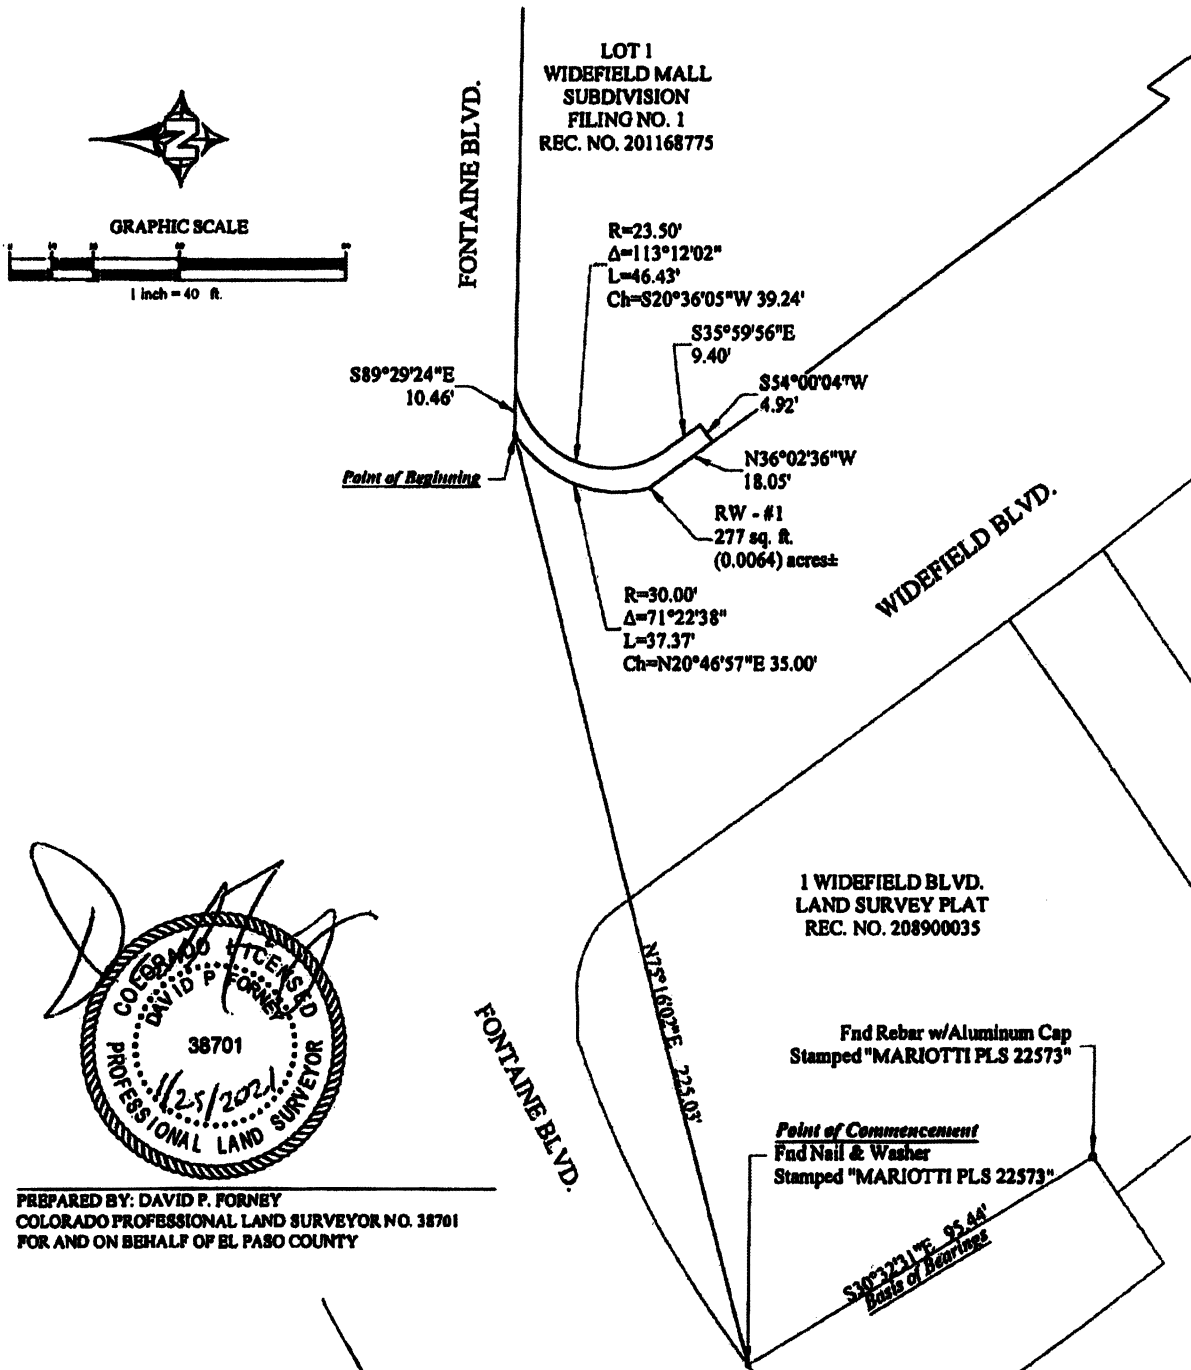 LOT 1
WIDEFIELD MALL
SUBDIVISION
FILING NO. 1
REC. NO. 201168775
FONTAINE BLVD.
N
GRAPHIC SCALE
1 inch = 40 ft.
R=23.50'
Δ=113°12'02"
L=46.43'
Ch=S20°36'05"W 39.24'
S35°59'56"E
9.40'
S89°29'24"E
10.46'
S54°00'04"W
4.92'
Point of Beginning
N36°02'36"W
18.05'
RW - #1
277 sq. ft.
(0.0064) acres±
WIDEFIELD BLVD.
R=30.00'
Δ=71°22'38"
L=37.37'
Ch=N20°46'57"E 35.00'
1 WIDEFIELD BLVD.
LAND SURVEY PLAT
REC. NO. 208900035
N75°16'02"E 225.03'
FONTAINE BLVD.
Fnd Rebar w/Aluminum Cap
Stamped "MARIOTTI PLS 22573"
Point of Commencement
Fnd Nail & Washer
Stamped "MARIOTTI PLS 22573"
S30°32'31"E 95.44'
Basis of Bearings
COLORADO LICENSED
DAVID P FORNEY
38701
1/25/2021
PROFESSIONAL LAND SURVEYOR
PREPARED BY: DAVID P. FORNEY
COLORADO PROFESSIONAL LAND SURVEYOR NO. 38701
FOR AND ON BEHALF OF EL PASO COUNTY